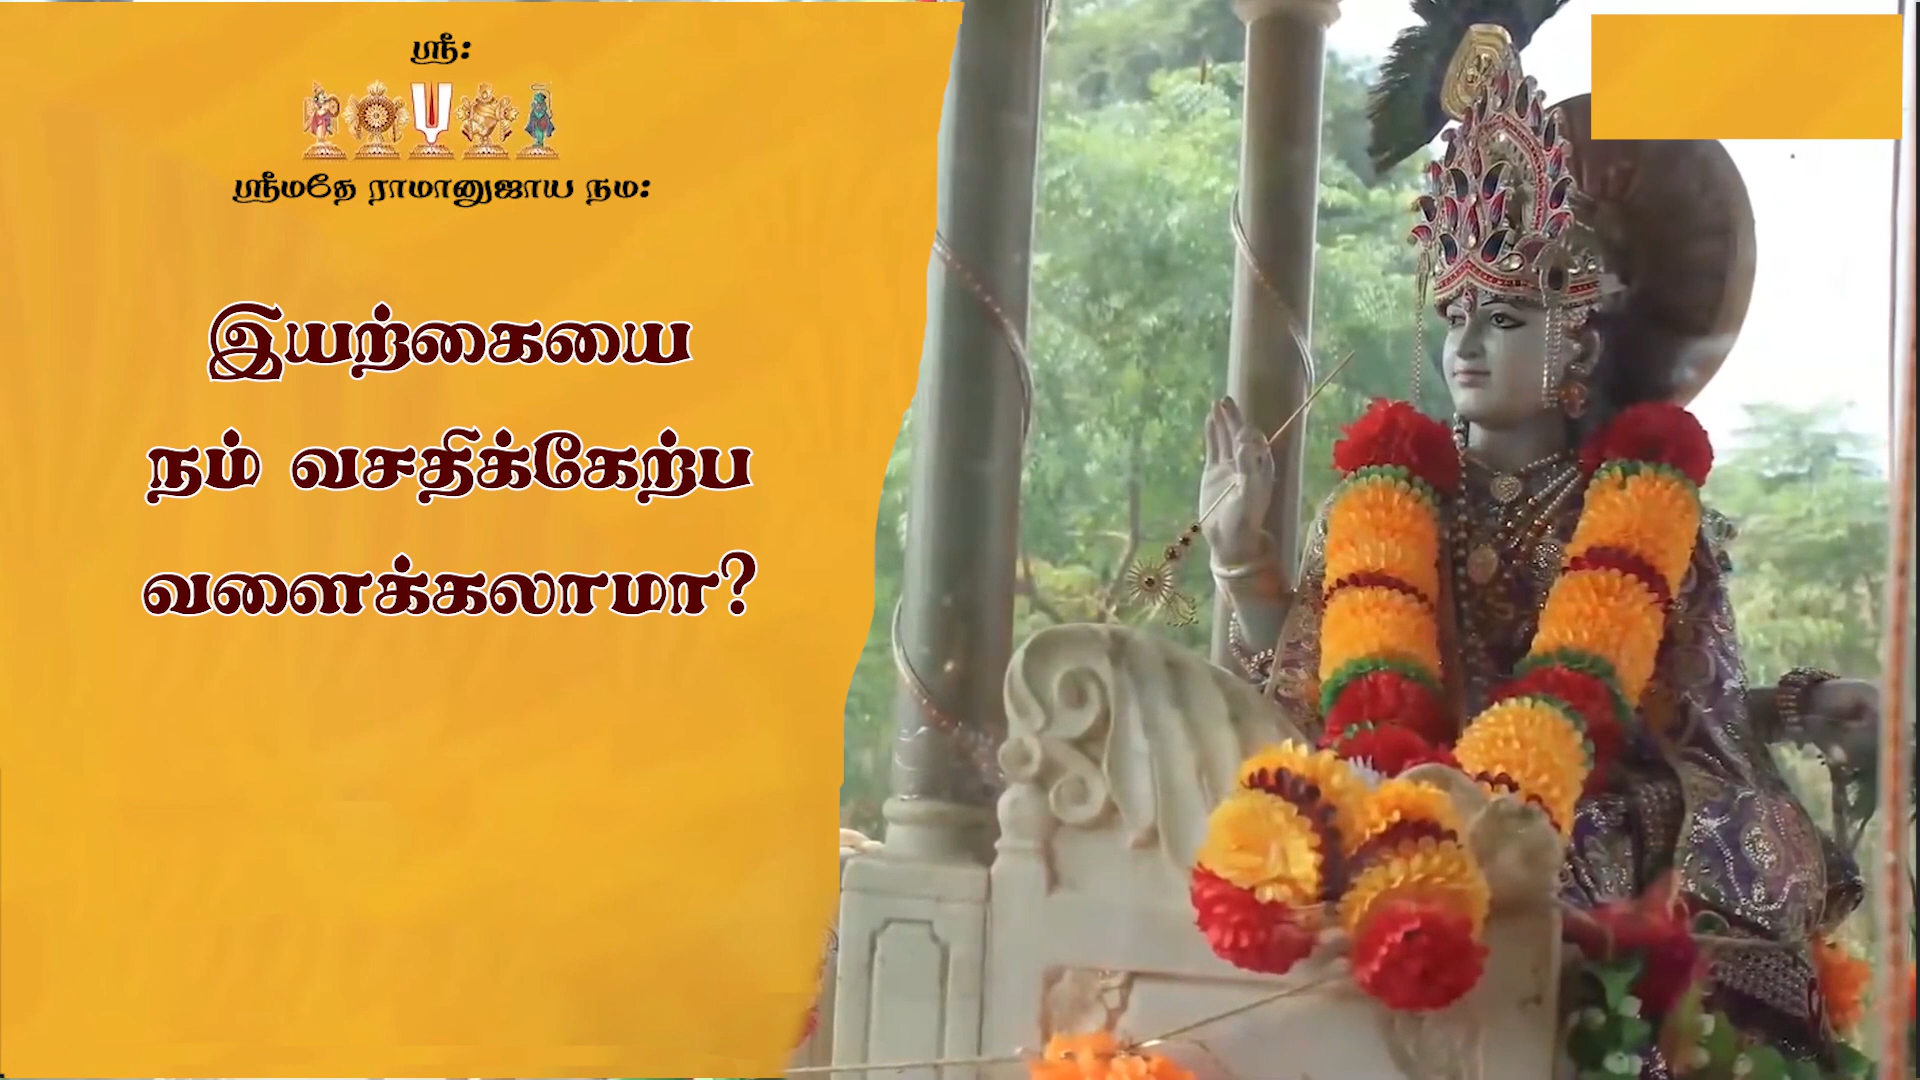 ஸ்ரீ:
ஸ்ரீமதே ராமானுஜாய நம:
இயற்கையை
நம் வசதிக்கேற்ப
வளைக்கலாமா?